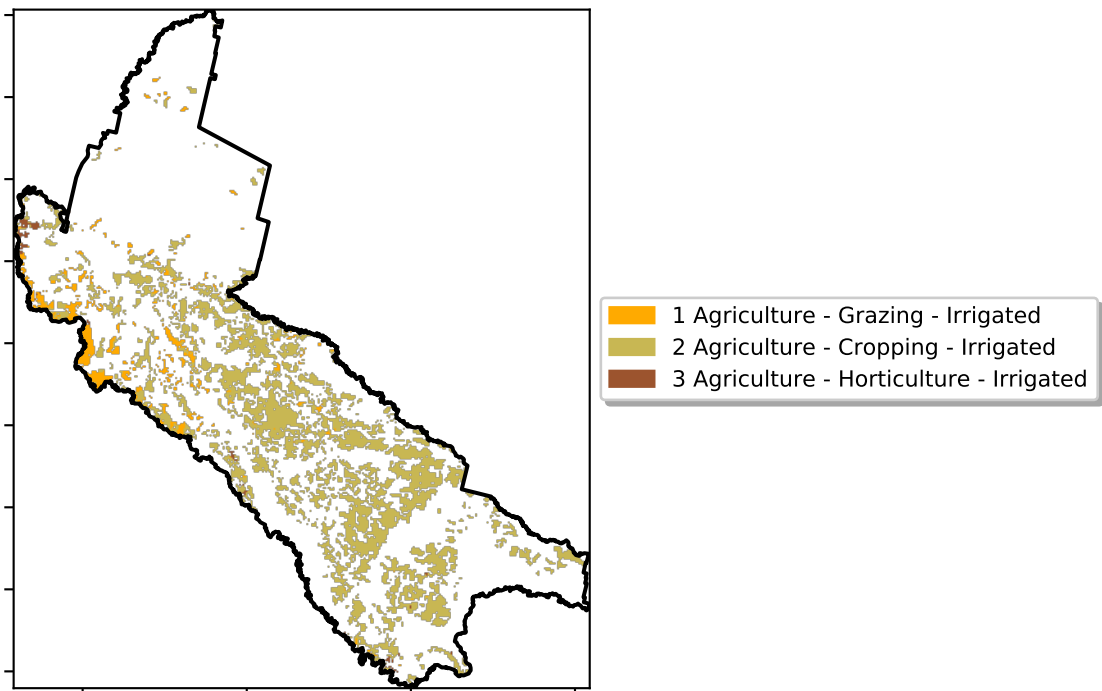 1 Agriculture - Grazing - Irrigated
2 Agriculture - Cropping - Irrigated
3 Agriculture - Horticulture - Irrigated